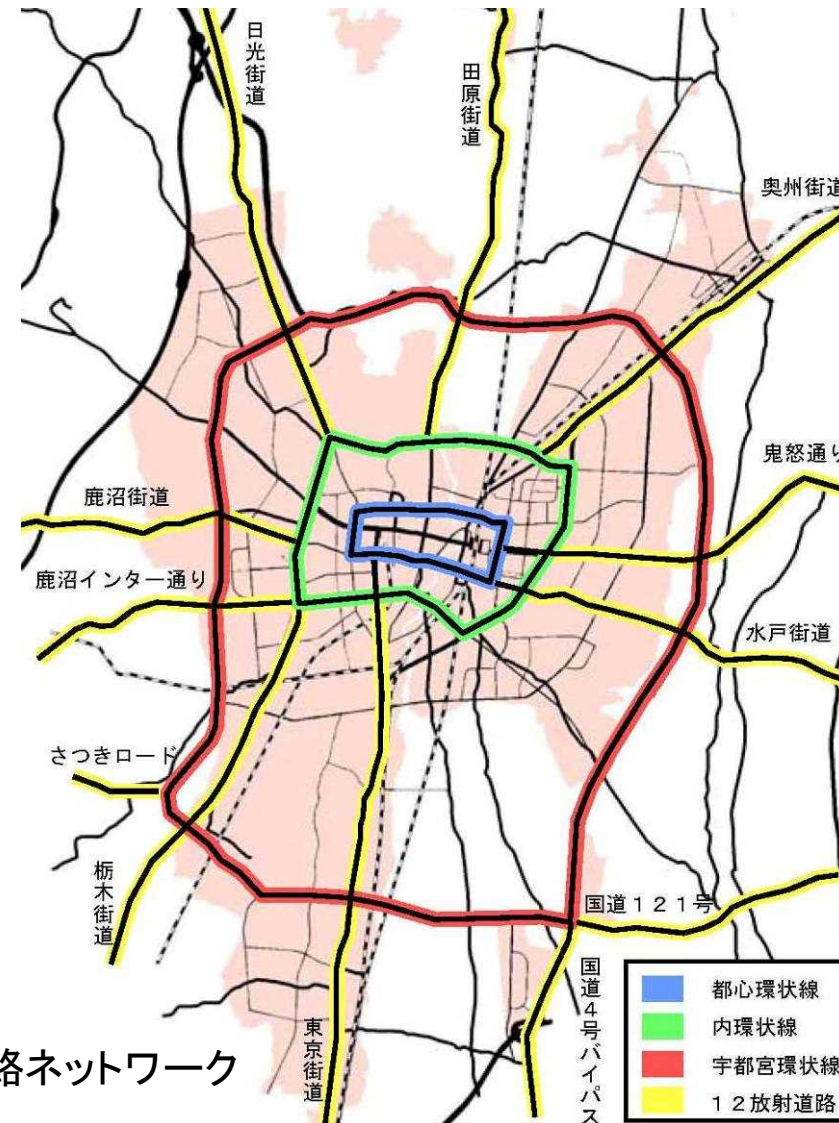 日光街道
田原街道
奥州街道
鬼怒通り
鹿沼街道
鹿沼インター通り
水戸街道
さつきロード
栃木街道
国道121号
国道4号バイパス
東京街道
路ネットワーク
都心環状線
内環状線
宇都宮環状線
12放射道路